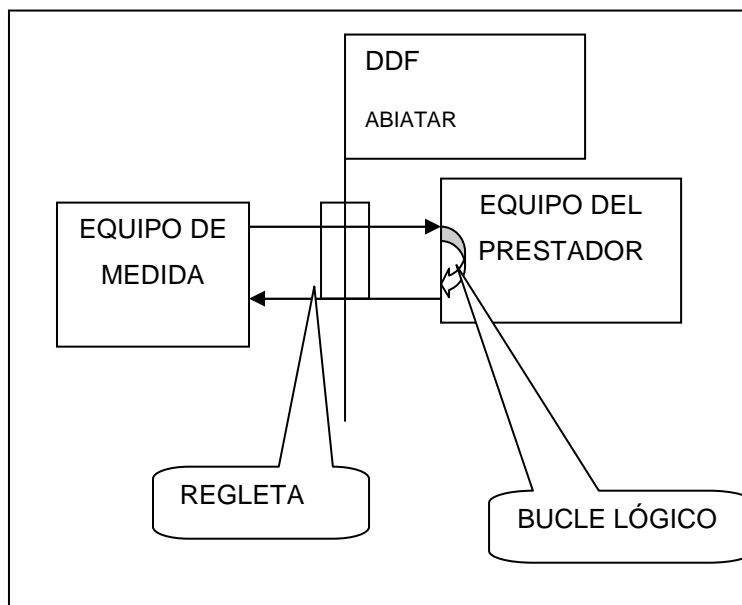 DDF
ABIATAR
EQUIPO DE
MEDIDA
EQUIPO DEL
PRESTADOR
REGLETA
BUCLE LÓGICO